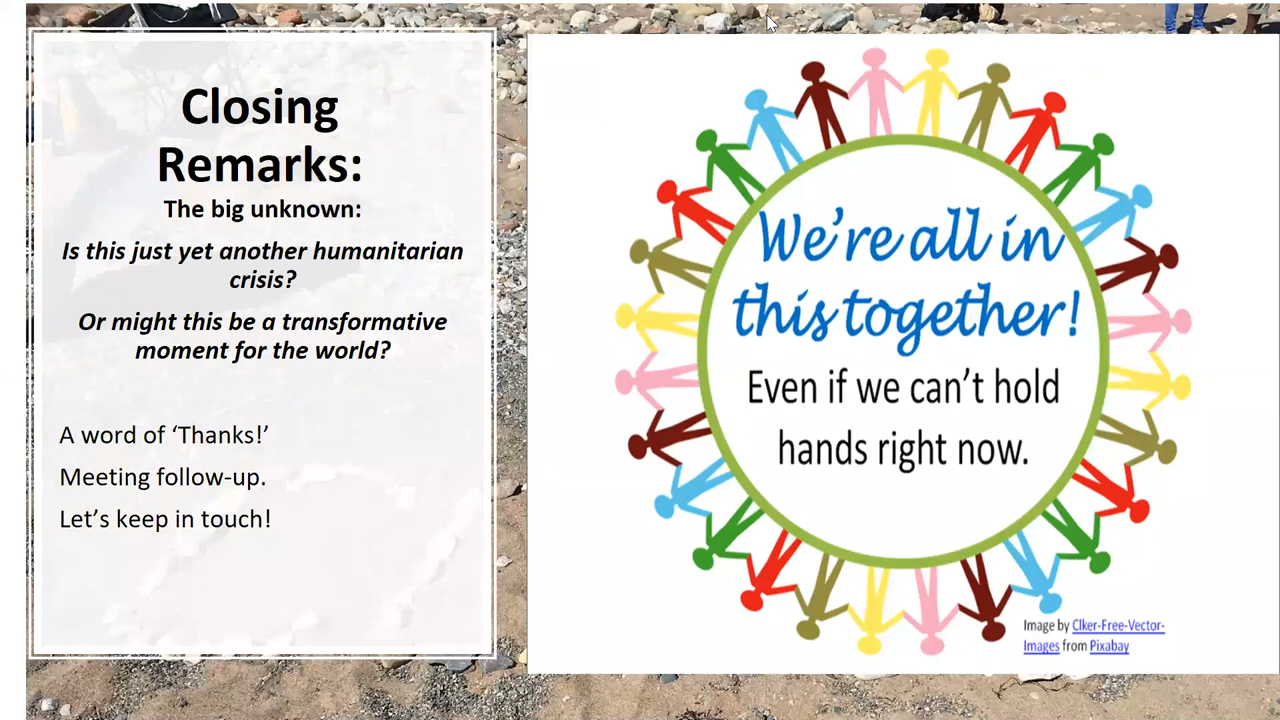 Closing
Remarks:
The big unknown:
Is this just yet another humanitarian
crisis?
Or might this be a transformative
moment for the world?
A word of ‘Thanks!’
Meeting follow-up.
Let’s keep in touch!
We’re all in
this together!
Even if we can’t hold
hands right now.
Image by Clker-Free-Vector-
Images from Pixabay